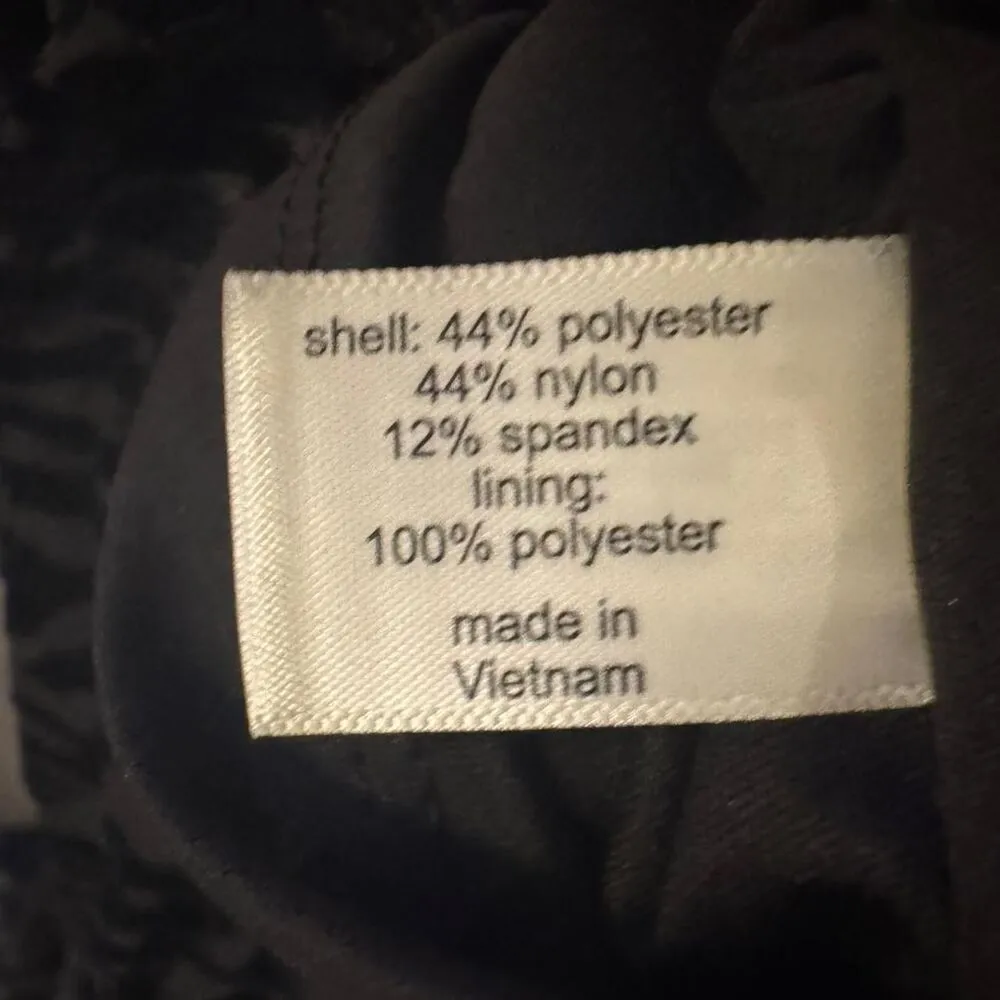 shell: 44% polyester
44% nylon
12% spandex
lining:
100% polyester
made in
Vietnam